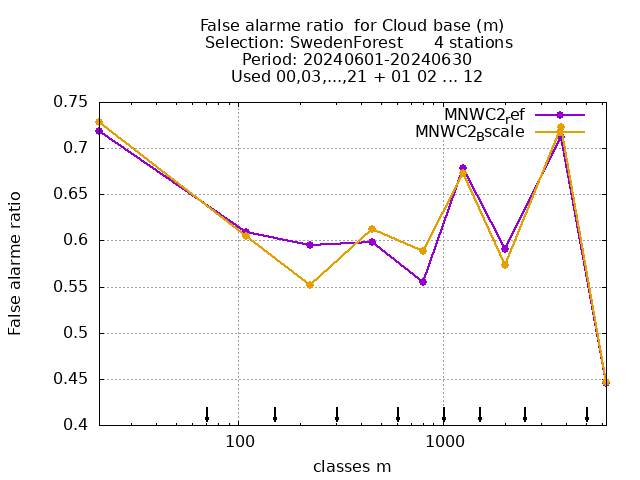 False alarme ratio  for Cloud base (m)
Selection: SwedenForest      4 stations
Period: 20240601-20240630
Used 00,03,...,21 + 01 02 ... 12
MNWC2_ref
MNWC2_Bscale
0.75
0.7
0.65
0.6
0.55
0.5
0.45
0.4
False alarme ratio
100
1000
classes m